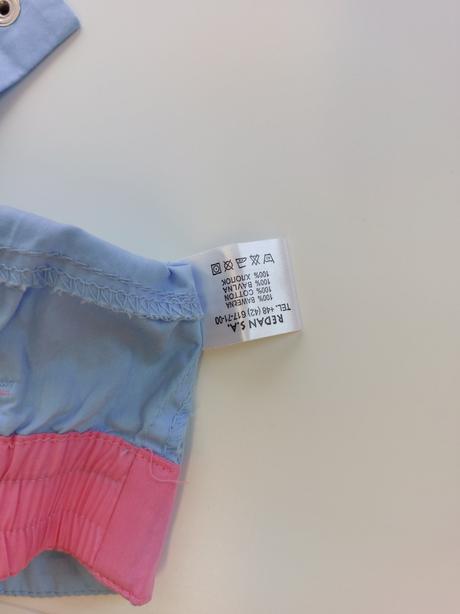 REDAN S.A.
TEL. +48 (42) 617-71-00
100% BAWEŁNA
100% COTTON
100% BAVLNA
100% ХЛОПОК